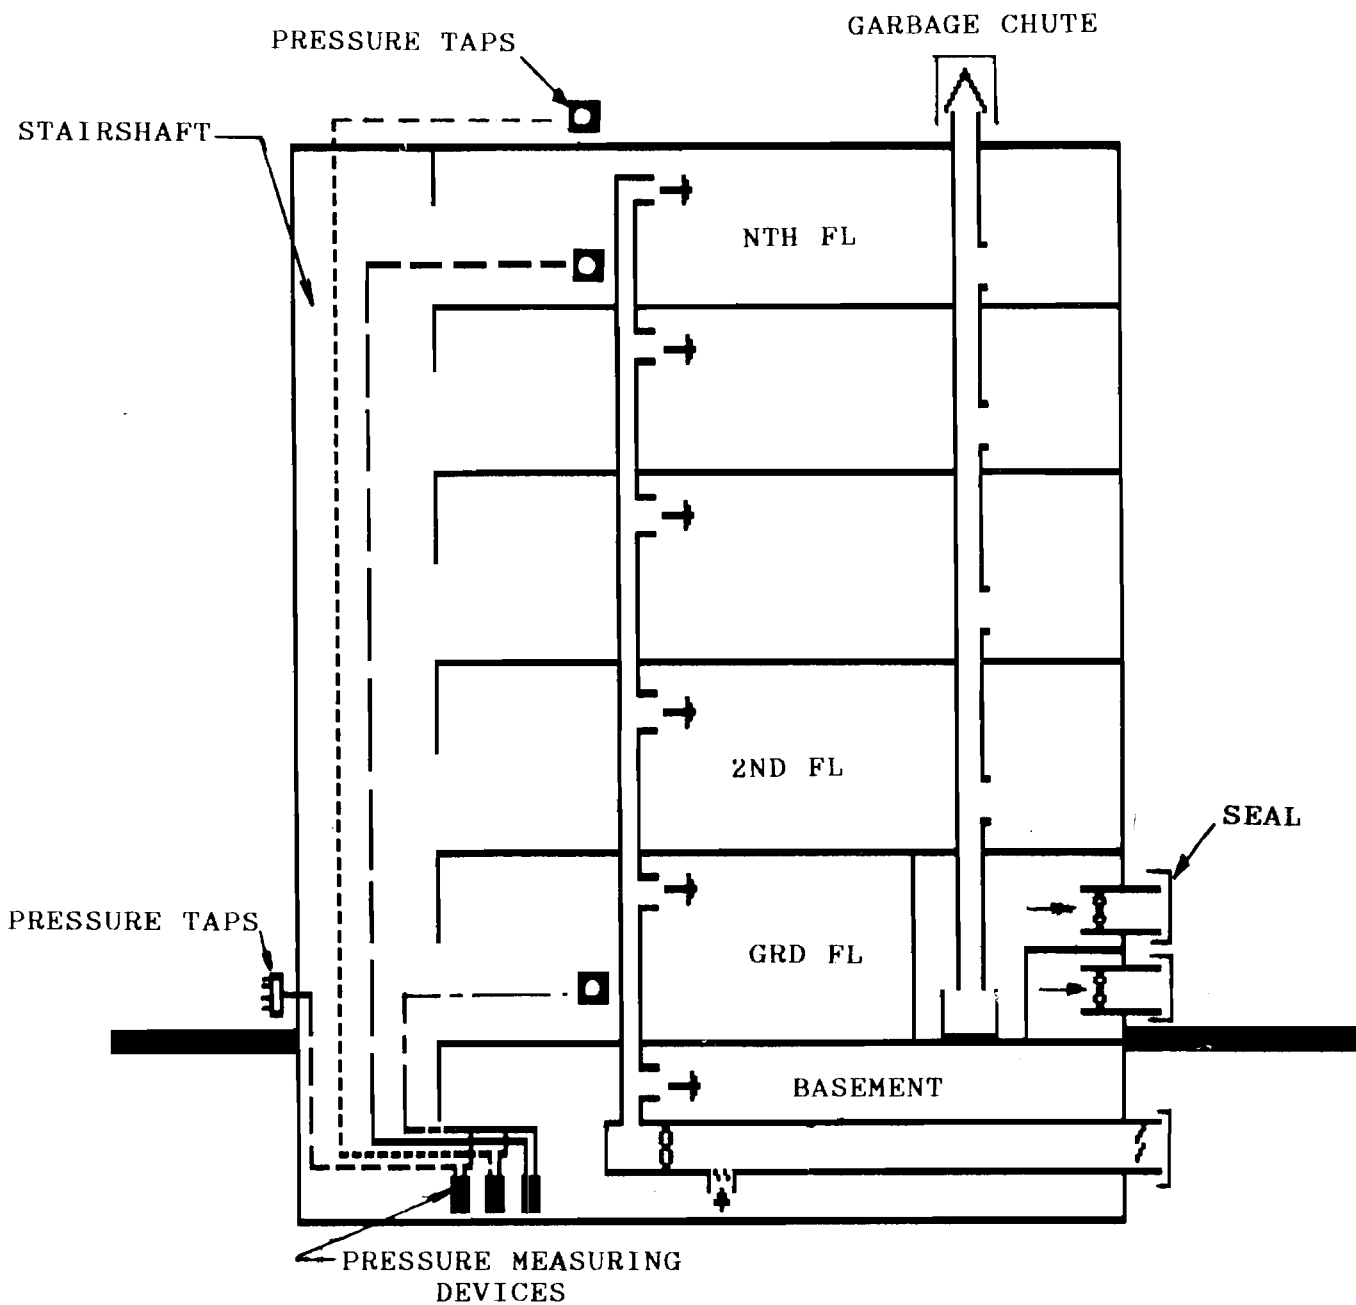 GARBAGE CHUTE
PRESSURE TAPS
STAIRSHAFT
NTH FL
2ND FL
SEAL
PRESSURE TAPS
GRD FL
BASEMENT
PRESSURE MEASURING
DEVICES